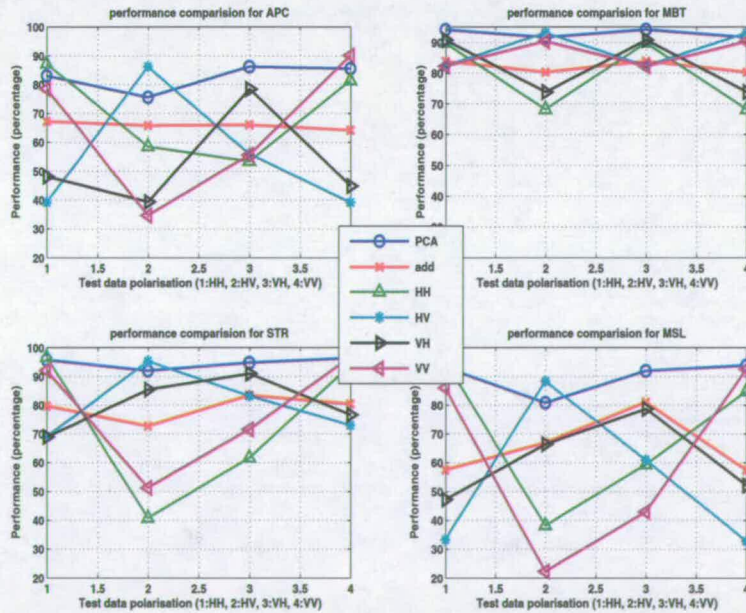 performance comparision for APC
Performance (percentage)
100
90
80
70
60
50
40
30
20
1 1.5 2 2.5 3 3.5 4
Test data polarisation (1:HH, 2:HV, 3:VH, 4:VV)
performance comparision for MBT
Performance (percentage)
90
80
70
60
50
40
30
1 1.5 2 2.5 3 3.5 4
Test data polarisation (1:HH, 2:HV, 3:VH, 4:VV)
PCA
add
HH
HV
VH
VV
performance comparision for STR
Performance (percentage)
100
90
80
70
60
50
40
30
20
1 1.5 2 2.5 3 3.5 4
Test data polarisation (1:HH, 2:HV, 3:VH, 4:VV)
performance comparision for MSL
Performance (percentage)
80
70
60
50
40
30
20
1 1.5 2 2.5 3 3.5 4
Test data polarisation (1:HH, 2:HV, 3:VH, 4:VV)